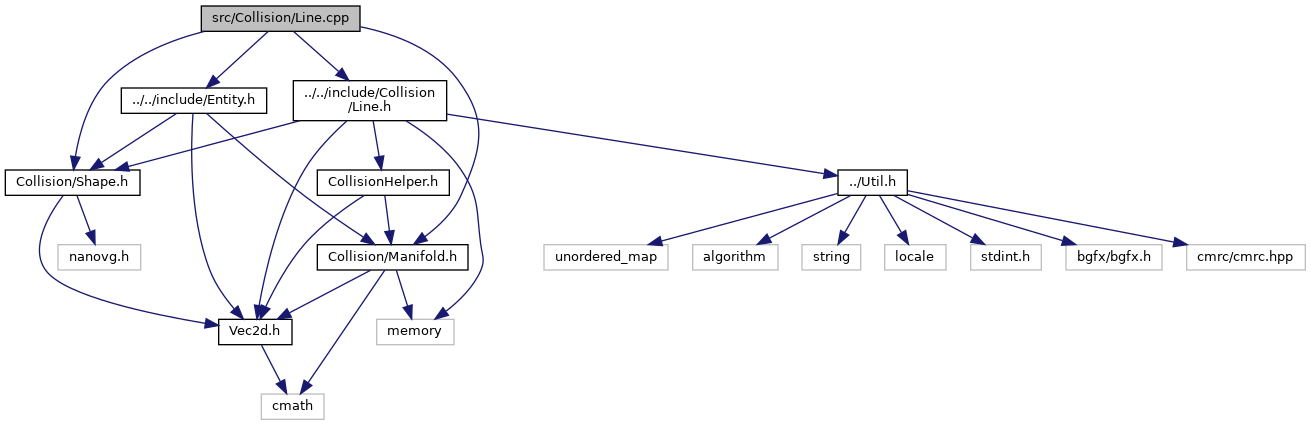 src/Collision/Line.cpp
../../include/Entity.h
../../include/Collision
/Line.h
Collision/Shape.h
CollisionHelper.h
../Util.h
nanovg.h
Collision/Manifold.h
unordered_map
algorithm
string
locale
stdint.h
bgfx/bgfx.h
cmrc/cmrc.hpp
Vec2d.h
memory
cmath